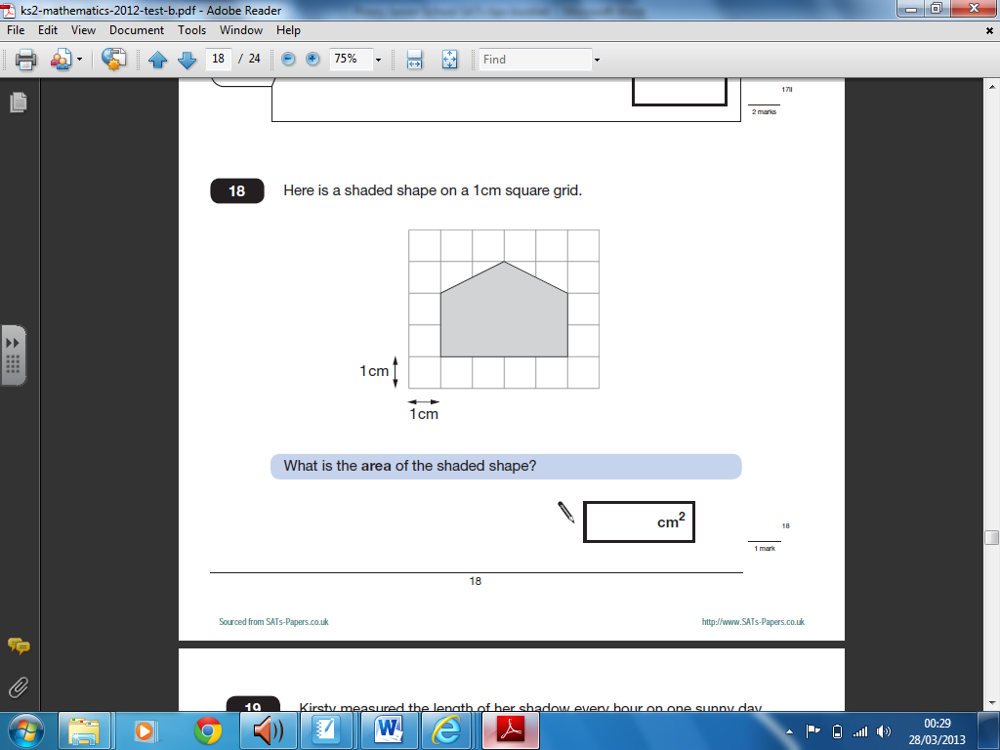 ks2-mathematics-2012-test-b.pdf - Adobe Reader
File Edit View Document Tools Window Help
18 / 24 75% Find
17ii
2 marks
18 Here is a shaded shape on a 1cm square grid.
1cm
1cm
What is the area of the shaded shape?
cm²
18
1 mark
18
Sourced from SATs-Papers.co.uk http://www.SATs-Papers.co.uk
19 Kirsty measured the length of her shadow every hour on one sunny day
00:29
28/03/2013